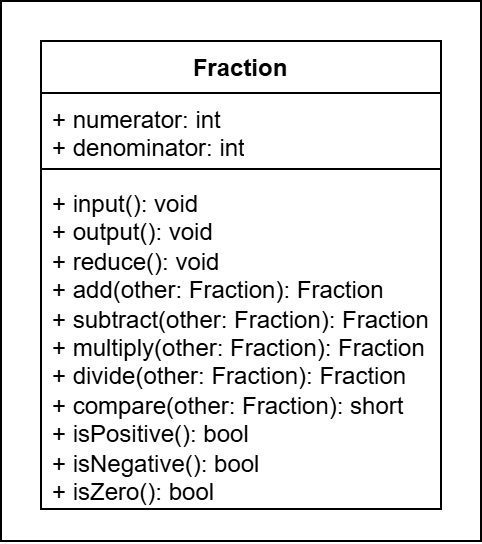 Fraction
+ numerator: int
+ denominator: int
+ input(): void
+ output(): void
+ reduce(): void
+ add(other: Fraction): Fraction
+ subtract(other: Fraction): Fraction
+ multiply(other: Fraction): Fraction
+ divide(other: Fraction): Fraction
+ compare(other: Fraction): short
+ isPositive(): bool
+ isNegative(): bool
+ isZero(): bool